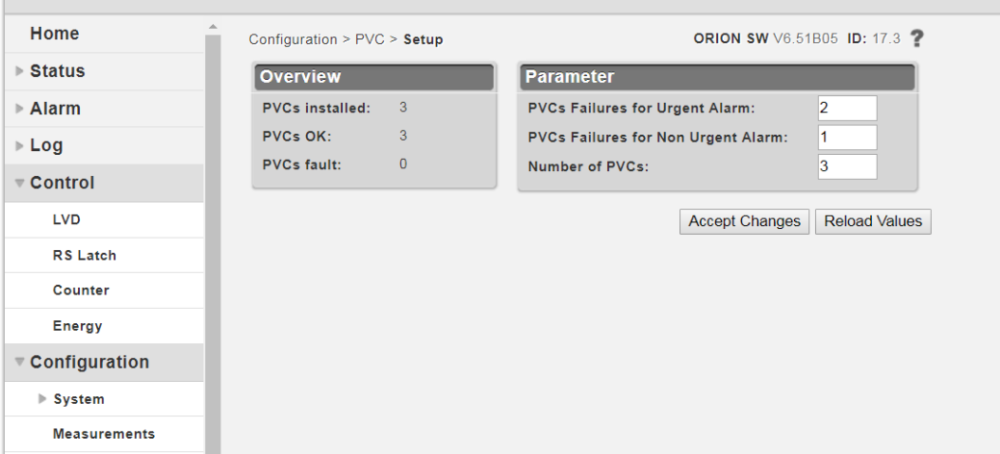 Home
Status
Alarm
Log
Control
LVD
RS Latch
Counter
Energy
Configuration
System
Measurements
Configuration > PVC > Setup
ORION SW V6.51B05 ID: 17.3 ?
Overview
PVCs installed: 3
PVCs OK: 3
PVCs fault: 0
Parameter
PVCs Failures for Urgent Alarm: 2
PVCs Failures for Non Urgent Alarm: 1
Number of PVCs: 3
Accept Changes Reload Values